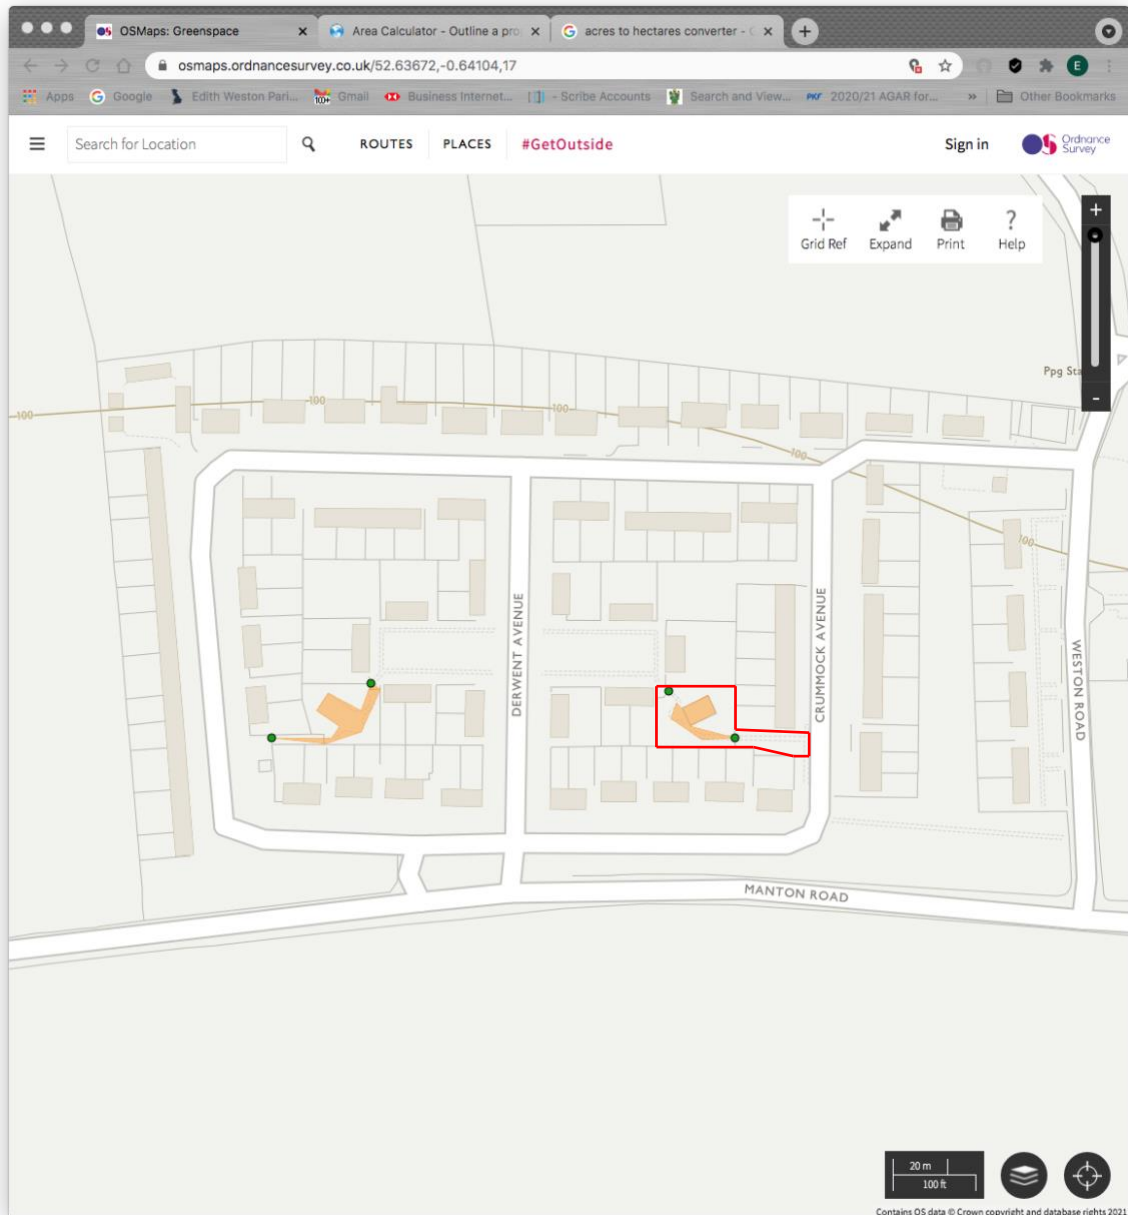 OSMaps: Greenspace
Area Calculator - Outline a pro
acres to hectares converter -
osmaps.ordnancesurvey.co.uk/52.63672,-0.64104,17
E
Apps Google Edith Weston Pari... 100+ Gmail Business Internet... - Scribe Accounts Search and View... PKF 2020/21 AGAR for... » Other Bookmarks
Search for Location ROUTES PLACES #GetOutside Sign in OS Ordnance
Survey
Grid Ref Expand Print ? Help
+
-
Ppg Sta
100
100
100
100
100
DERWENT AVENUE
CRUMMOCK AVENUE
WESTON ROAD
MANTON ROAD
20 m
100 ft
Contains OS data © Crown copyright and database rights 2021